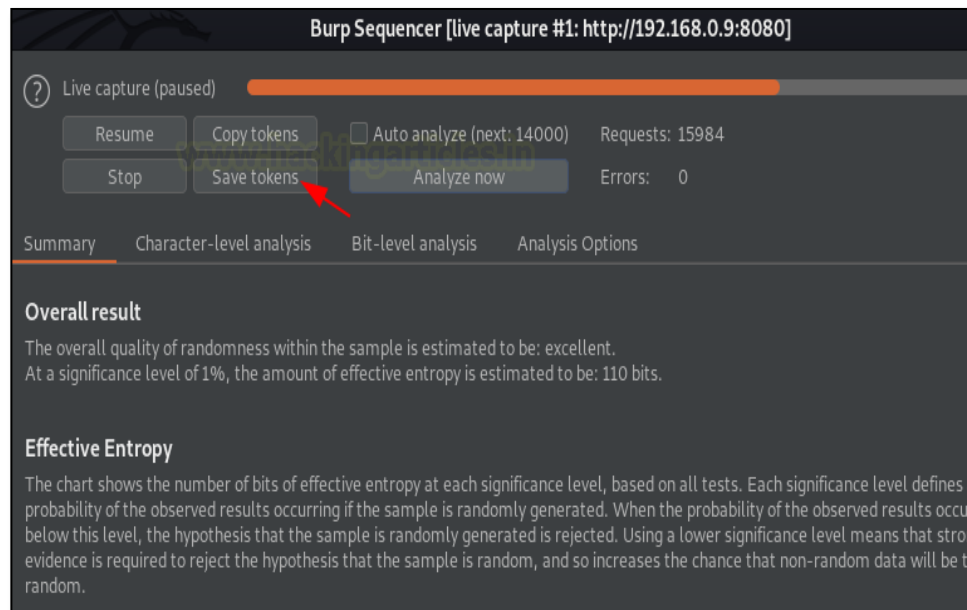 Burp Sequencer [live capture #1: http://192.168.0.9:8080]
? Live capture (paused)
Resume Copy tokens Auto analyze (next: 14000) Requests: 15984
www.hackingarticles.in
Stop Save tokens Analyze now Errors: 0
Summary Character-level analysis Bit-level analysis Analysis Options
Overall result
The overall quality of randomness within the sample is estimated to be: excellent.
At a significance level of 1%, the amount of effective entropy is estimated to be: 110 bits.
Effective Entropy
The chart shows the number of bits of effective entropy at each significance level, based on all tests. Each significance level defines
probability of the observed results occurring if the sample is randomly generated. When the probability of the observed results occu
below this level, the hypothesis that the sample is randomly generated is rejected. Using a lower significance level means that stro
evidence is required to reject the hypothesis that the sample is random, and so increases the chance that non-random data will be t
random.